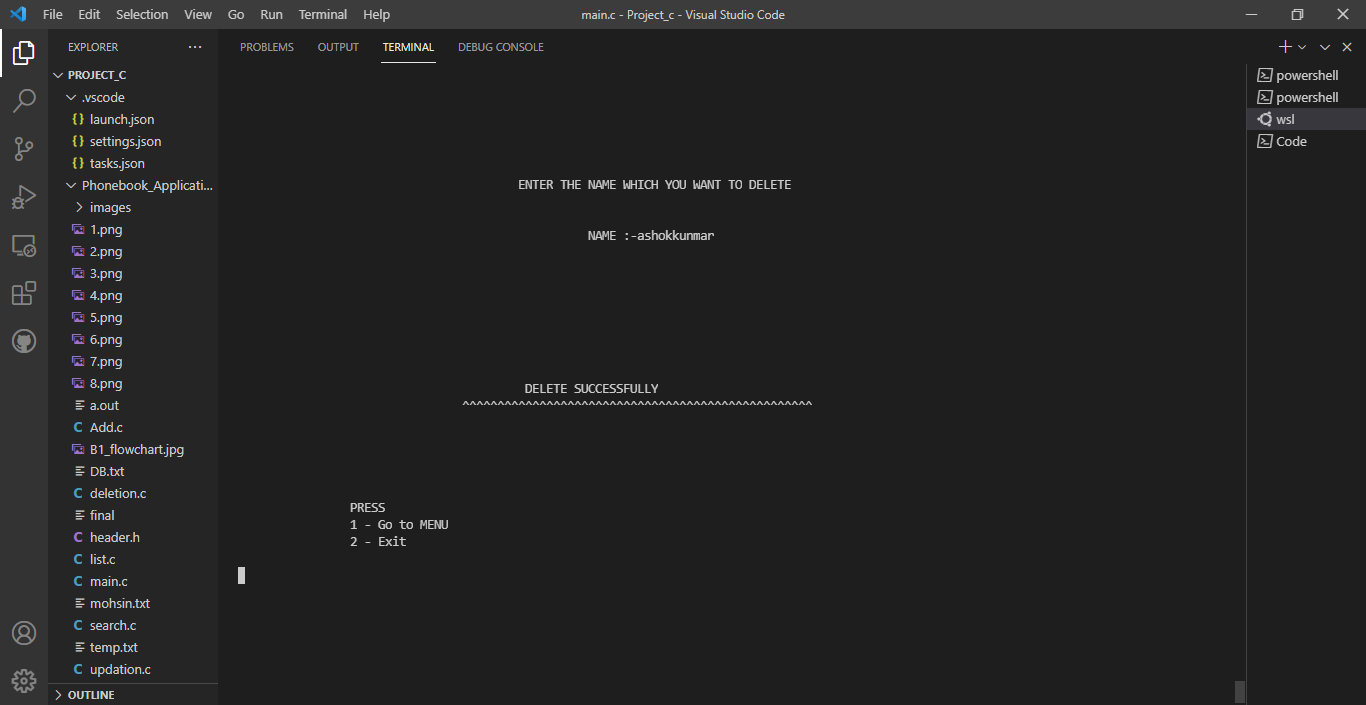 File Edit Selection View Go Run Terminal Help
main.c - Project_c - Visual Studio Code
EXPLORER
PROJECT_C
.vscode
launch.json
settings.json
tasks.json
Phonebook_Applicati...
images
1.png
2.png
3.png
4.png
5.png
6.png
7.png
8.png
a.out
Add.c
B1_flowchart.jpg
DB.txt
deletion.c
final
header.h
list.c
main.c
mohsin.txt
search.c
temp.txt
updation.c
OUTLINE
PROBLEMS OUTPUT TERMINAL DEBUG CONSOLE
ENTER THE NAME WHICH YOU WANT TO DELETE
NAME :-ashokkunmar
DELETE SUCCESSFULLY
^^^^^^^^^^^^^^^^^^^^^^^^^^^^^^^^^^^^^^^^^^^^^^^^^^
PRESS
1 - Go to MENU
2 - Exit
powershell
powershell
wsl
Code